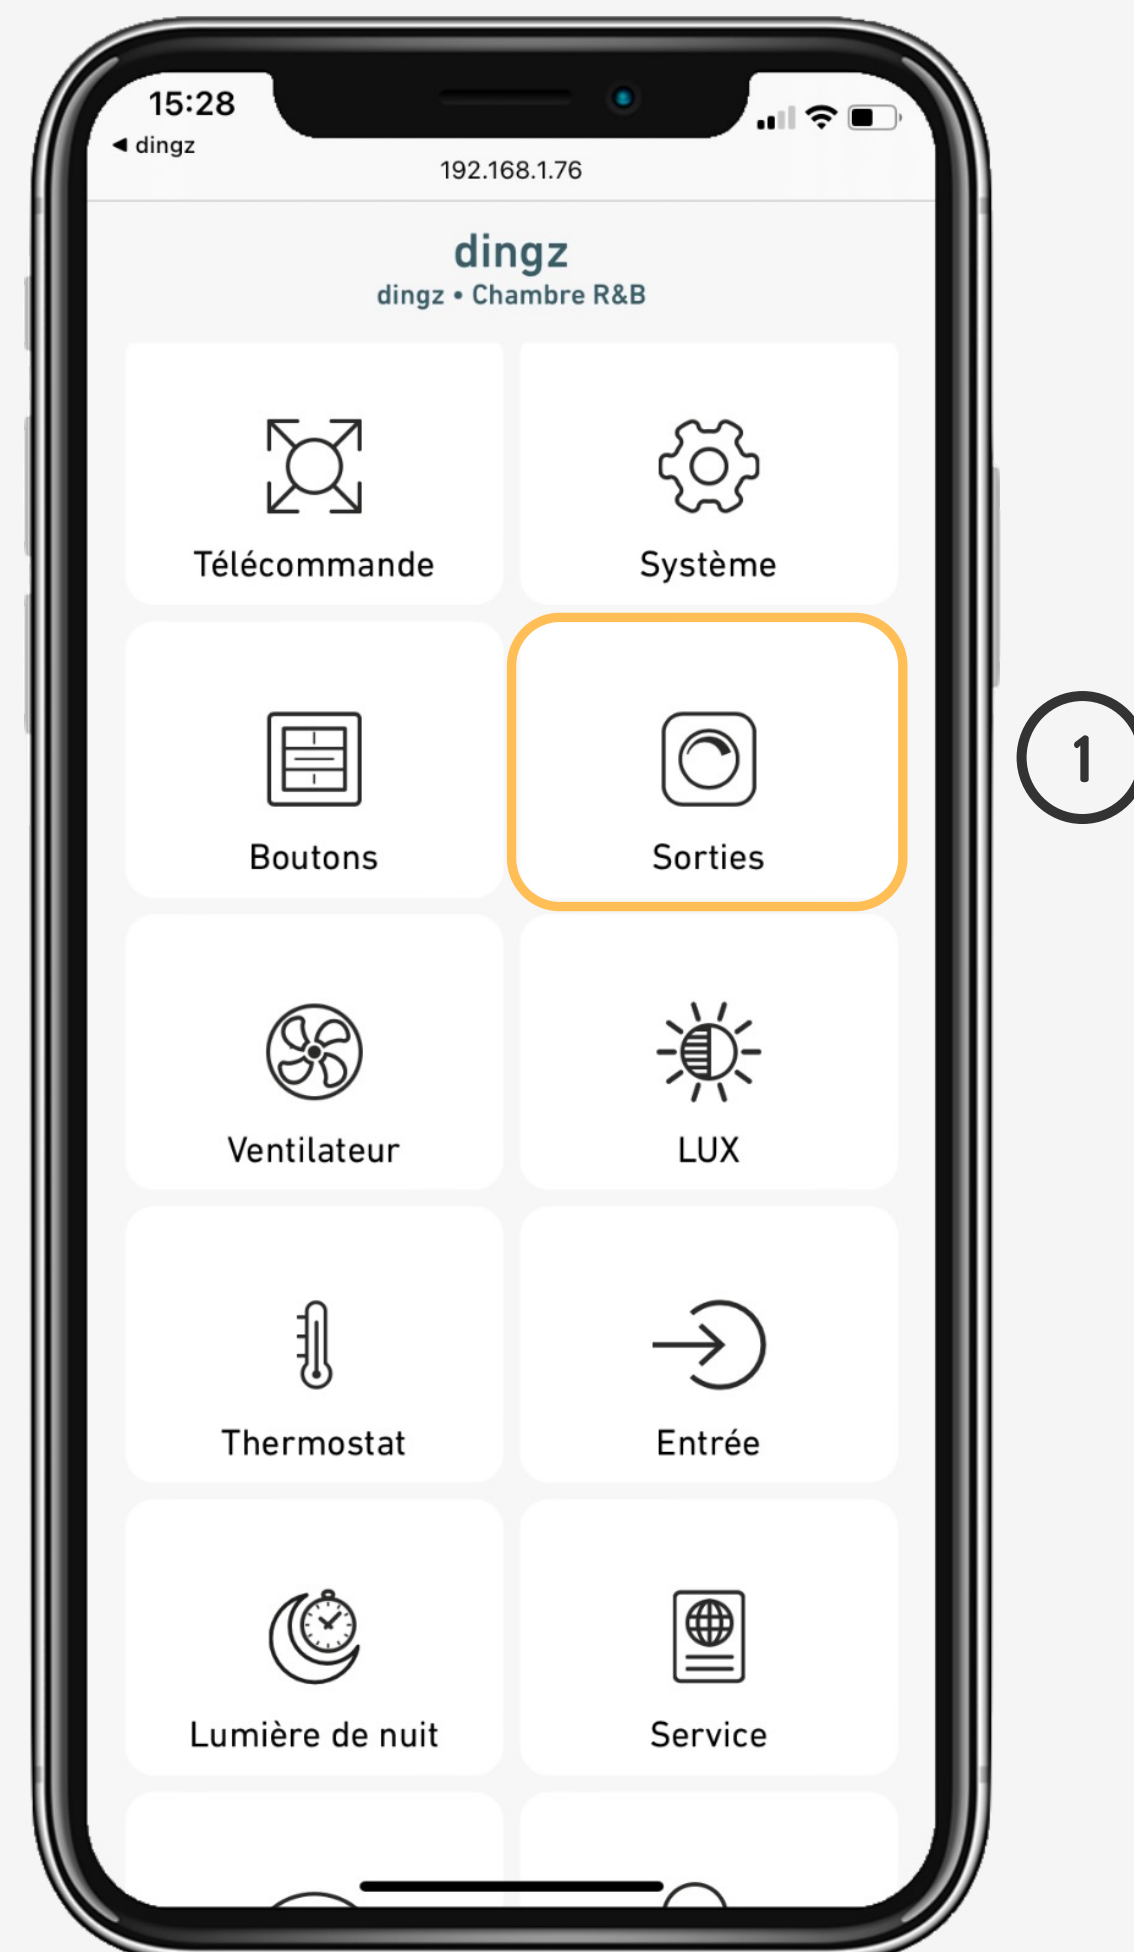 15:28
◀ dingz
192.168.1.76
dingz
dingz • Chambre R&B
Télécommande
Système
Boutons
Sorties
1
Ventilateur
LUX
Thermostat
Entrée
Lumière de nuit
Service